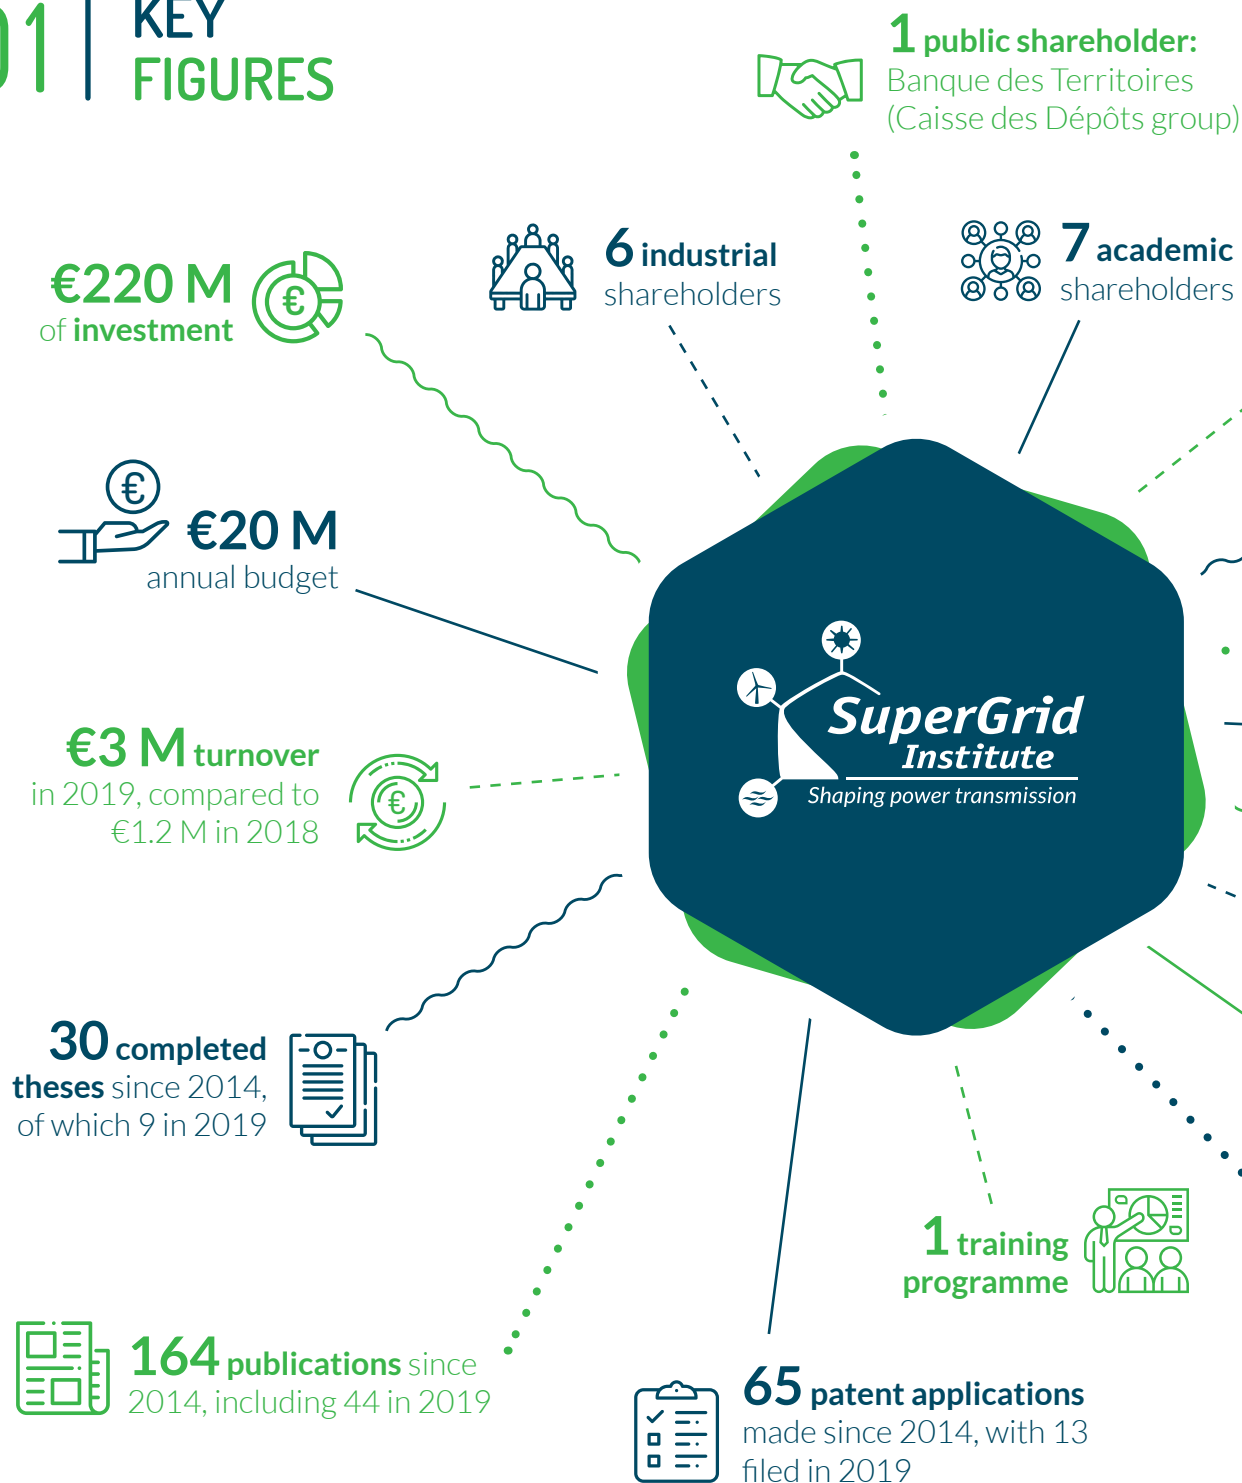 01
KEY
FIGURES
1 public shareholder:
Banque des Territoires
(Caisse des Dépôts group)
6 industrial
shareholders
7 academic
shareholders
€220 M
of investment
€
€
€20 M
annual budget
€3 M turnover
in 2019, compared to
€1.2 M in 2018
€
SuperGrid
Institute
Shaping power transmission
30 completed
theses since 2014,
of which 9 in 2019
1 training
programme
164 publications since
2014, including 44 in 2019
65 patent applications
made since 2014, with 13
filed in 2019